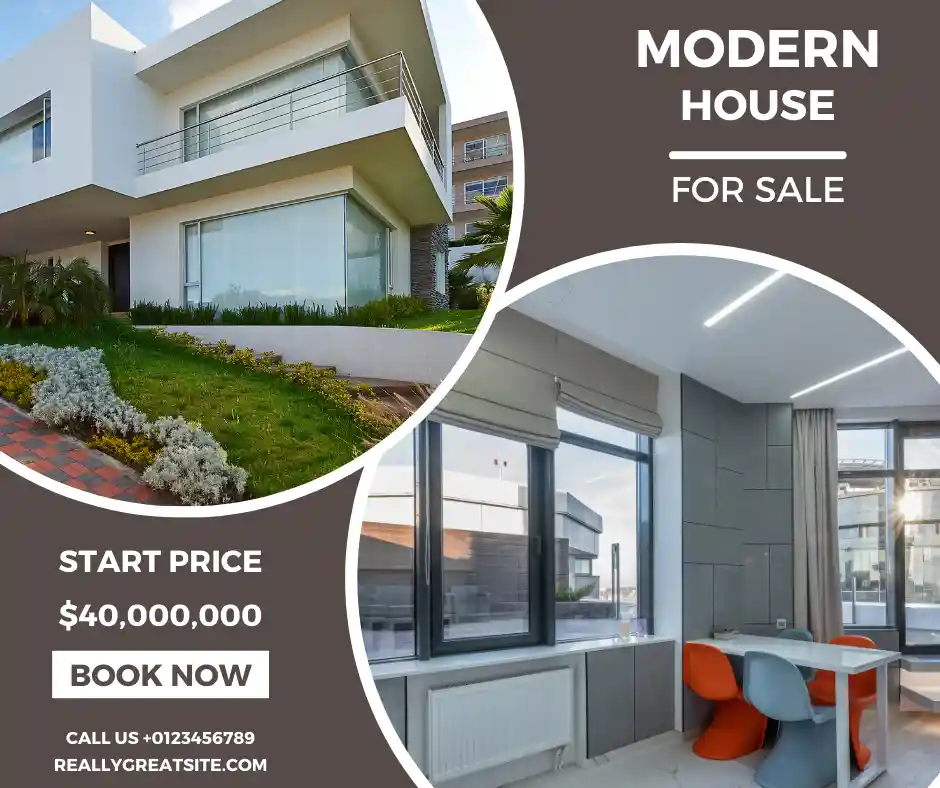 MODERN
HOUSE
FOR SALE
START PRICE
$40,000,000
BOOK NOW
CALL US +0123456789
REALLYGREATSITE.COM